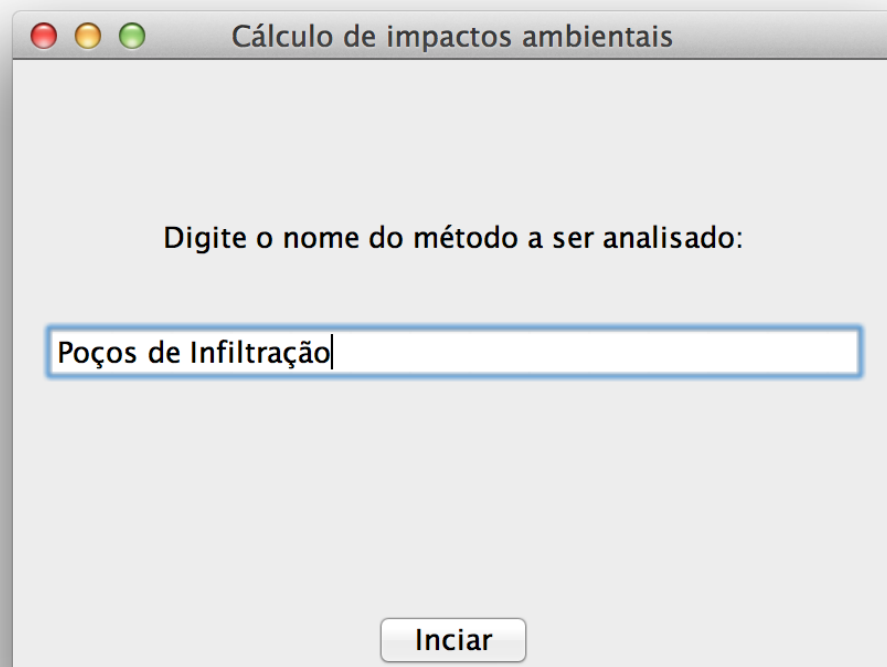 Cálculo de impactos ambientais
Digite o nome do método a ser analisado:
Poços de Infiltração
Inciar